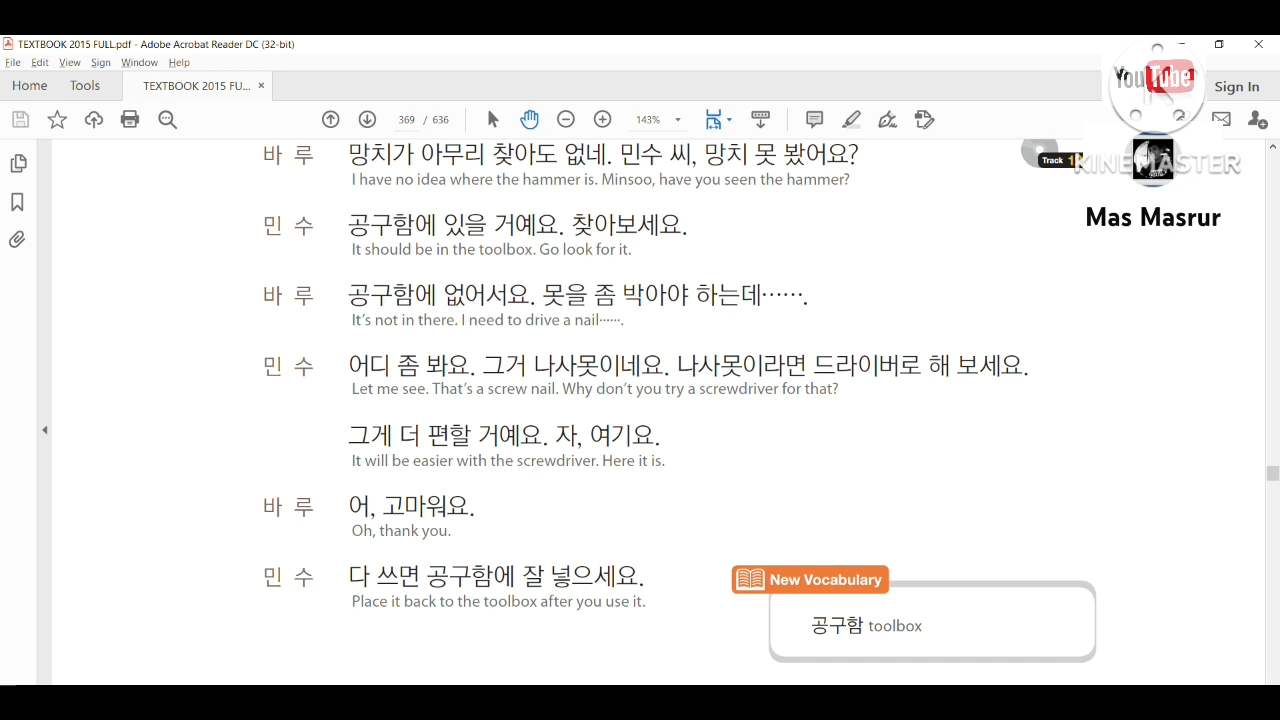 TEXTBOOK 2015 FULL.pdf - Adobe Acrobat Reader DC (32-bit)
File Edit View Sign Window Help
Home Tools TEXTBOOK 2015 FU... × Sign In
369 / 636 143%
YouTube
KINEMASTER
Mas Masrur
Track
바 루 망치가 아무리 찾아도 없네. 민수 씨, 망치 못 봤어요?
I have no idea where the hammer is. Minsoo, have you seen the hammer?
민 수 공구함에 있을 거예요. 찾아보세요.
It should be in the toolbox. Go look for it.
바 루 공구함에 없어서요. 못을 좀 박아야 하는데…….
It's not in there. I need to drive a nail…….
민 수 어디 좀 봐요. 그거 나사못이네요. 나사못이라면 드라이버로 해 보세요.
Let me see. That's a screw nail. Why don't you try a screwdriver for that?
그게 더 편할 거예요. 자, 여기요.
It will be easier with the screwdriver. Here it is.
바 루 어, 고마워요.
Oh, thank you.
민 수 다 쓰면 공구함에 잘 넣으세요.
Place it back to the toolbox after you use it.
New Vocabulary
공구함 toolbox